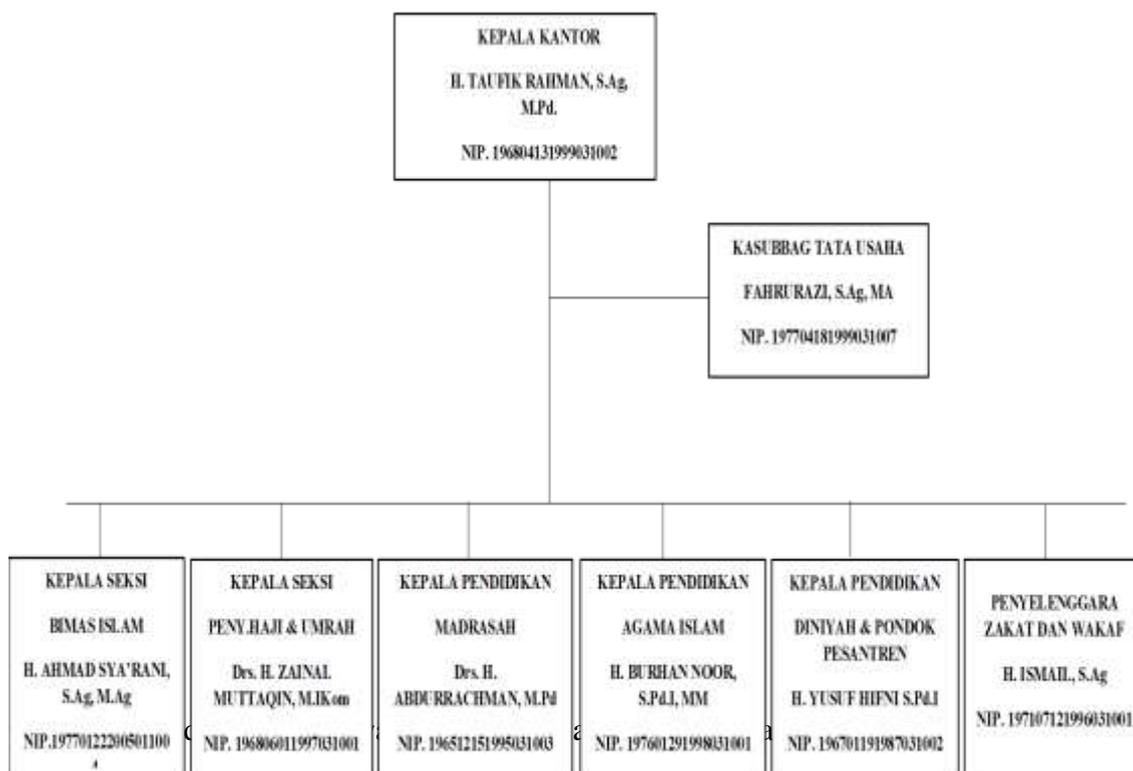 KEPALA KANTOR
H. TAUFIK RAHMAN, S.Ag,
M.Pd.
NIP. 196804131999031002
KASUBBAG TATA USAHA
FAHRURAZI, S.Ag, MA
NIP. 197704181999031007
KEPALA SEKSI
BIMAS ISLAM
H. AHMAD SYA'RANI,
S.Ag, M.Ag
NIP.19770122200501100
4
KEPALA SEKSI
PENY.HAJI & UMRAH
Drs. H. ZAINAL
MUTTAQIN, M.IKom
NIP. 196806011997031001
KEPALA PENDIDIKAN
MADRASAH
Drs. H.
ABDURRACHMAN, M.Pd
NIP. 196512151995031003
KEPALA PENDIDIKAN
AGAMA ISLAM
H. BURHAN NOOR,
S.Pd.I, MM
NIP. 197601291998031001
KEPALA PENDIDIKAN
DINIYAH & PONDOK
PESANTREN
H. YUSUF HIFNI S.Pd.I
NIP. 196701191987031002
PENYELENGGARA
ZAKAT DAN WAKAF
H. ISMAIL, S.Ag
NIP. 197107121996031001